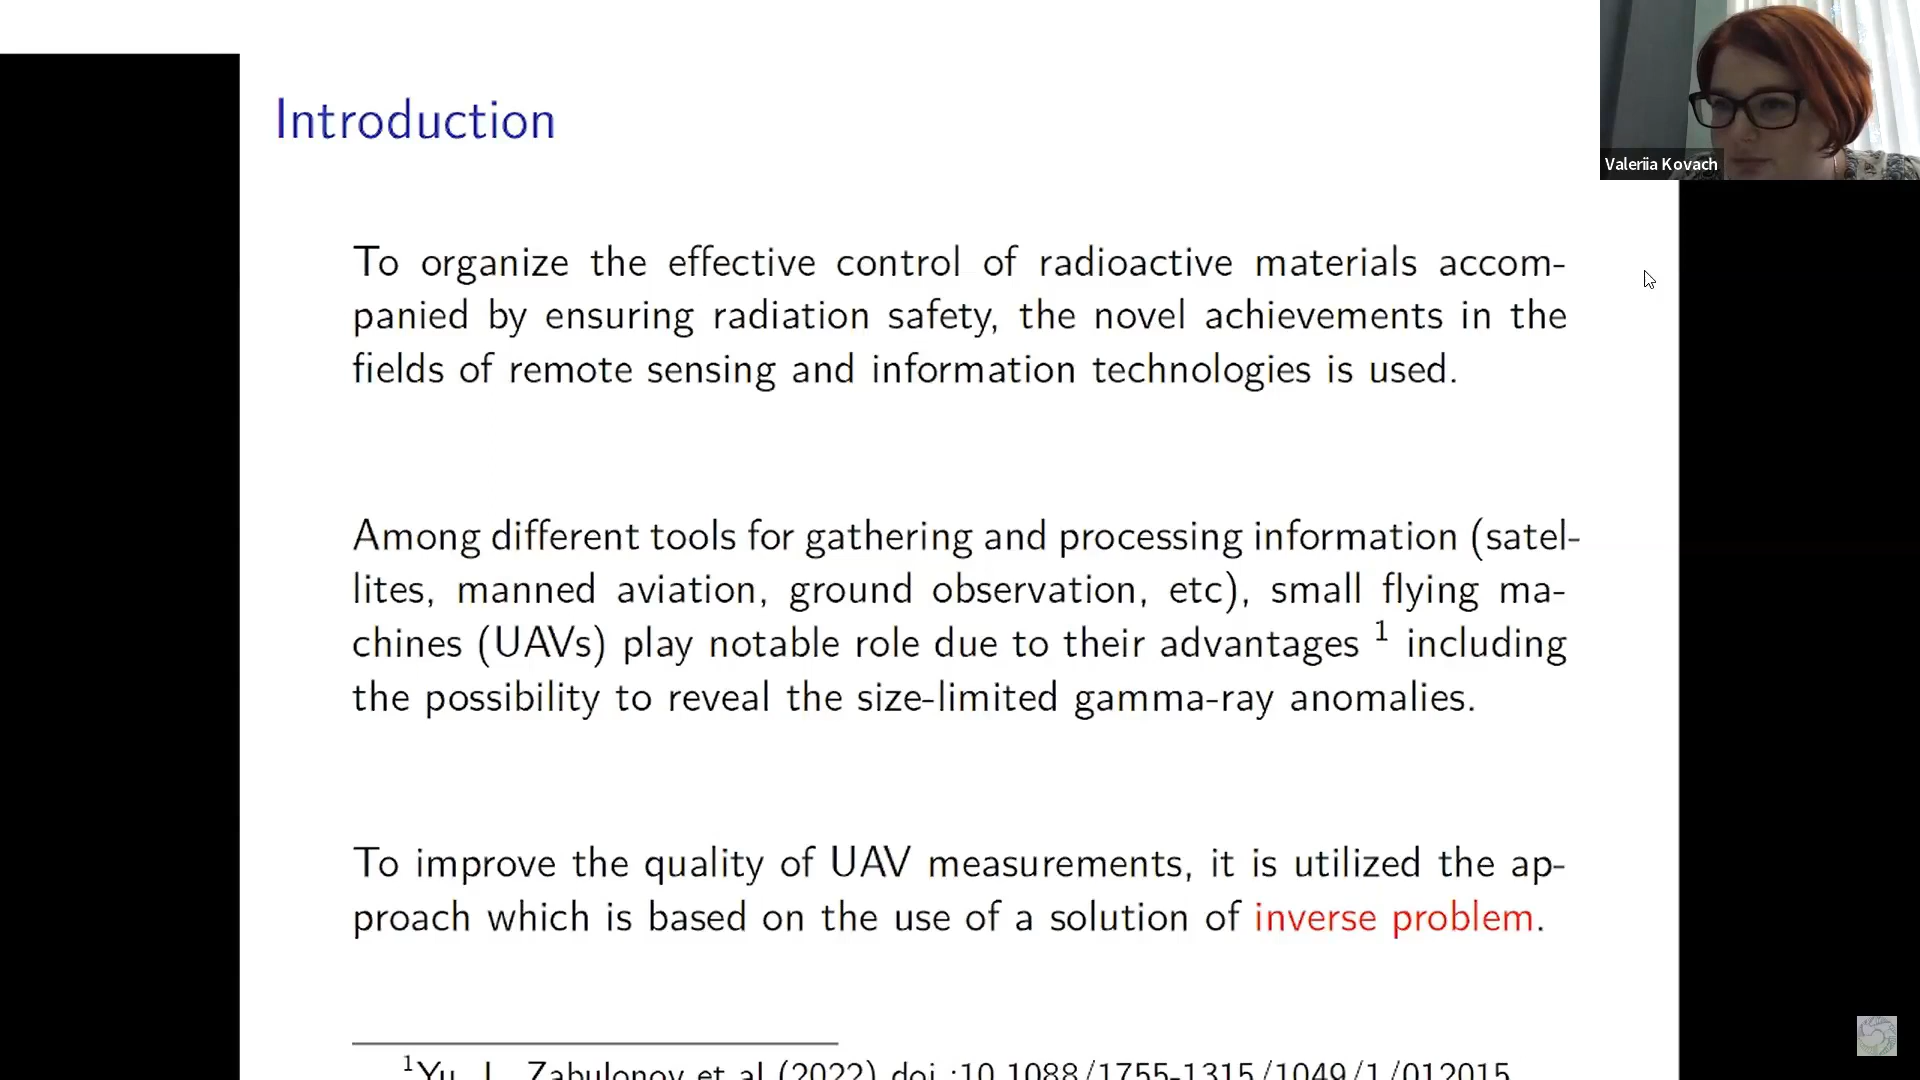 Introduction
Valeriia Kovach
To organize the effective control of radioactive materials accom-
panied by ensuring radiation safety, the novel achievements in the
fields of remote sensing and information technologies is used.
Among different tools for gathering and processing information (satel-
lites, manned aviation, ground observation, etc), small flying ma-
chines (UAVs) play notable role due to their advantages ¹ including
the possibility to reveal the size-limited gamma-ray anomalies.
To improve the quality of UAV measurements, it is utilized the ap-
proach which is based on the use of a solution of inverse problem.
¹Yu. L. Zabulonov et al (2022) doi :10.1088/1755-1315/1049/1/012015